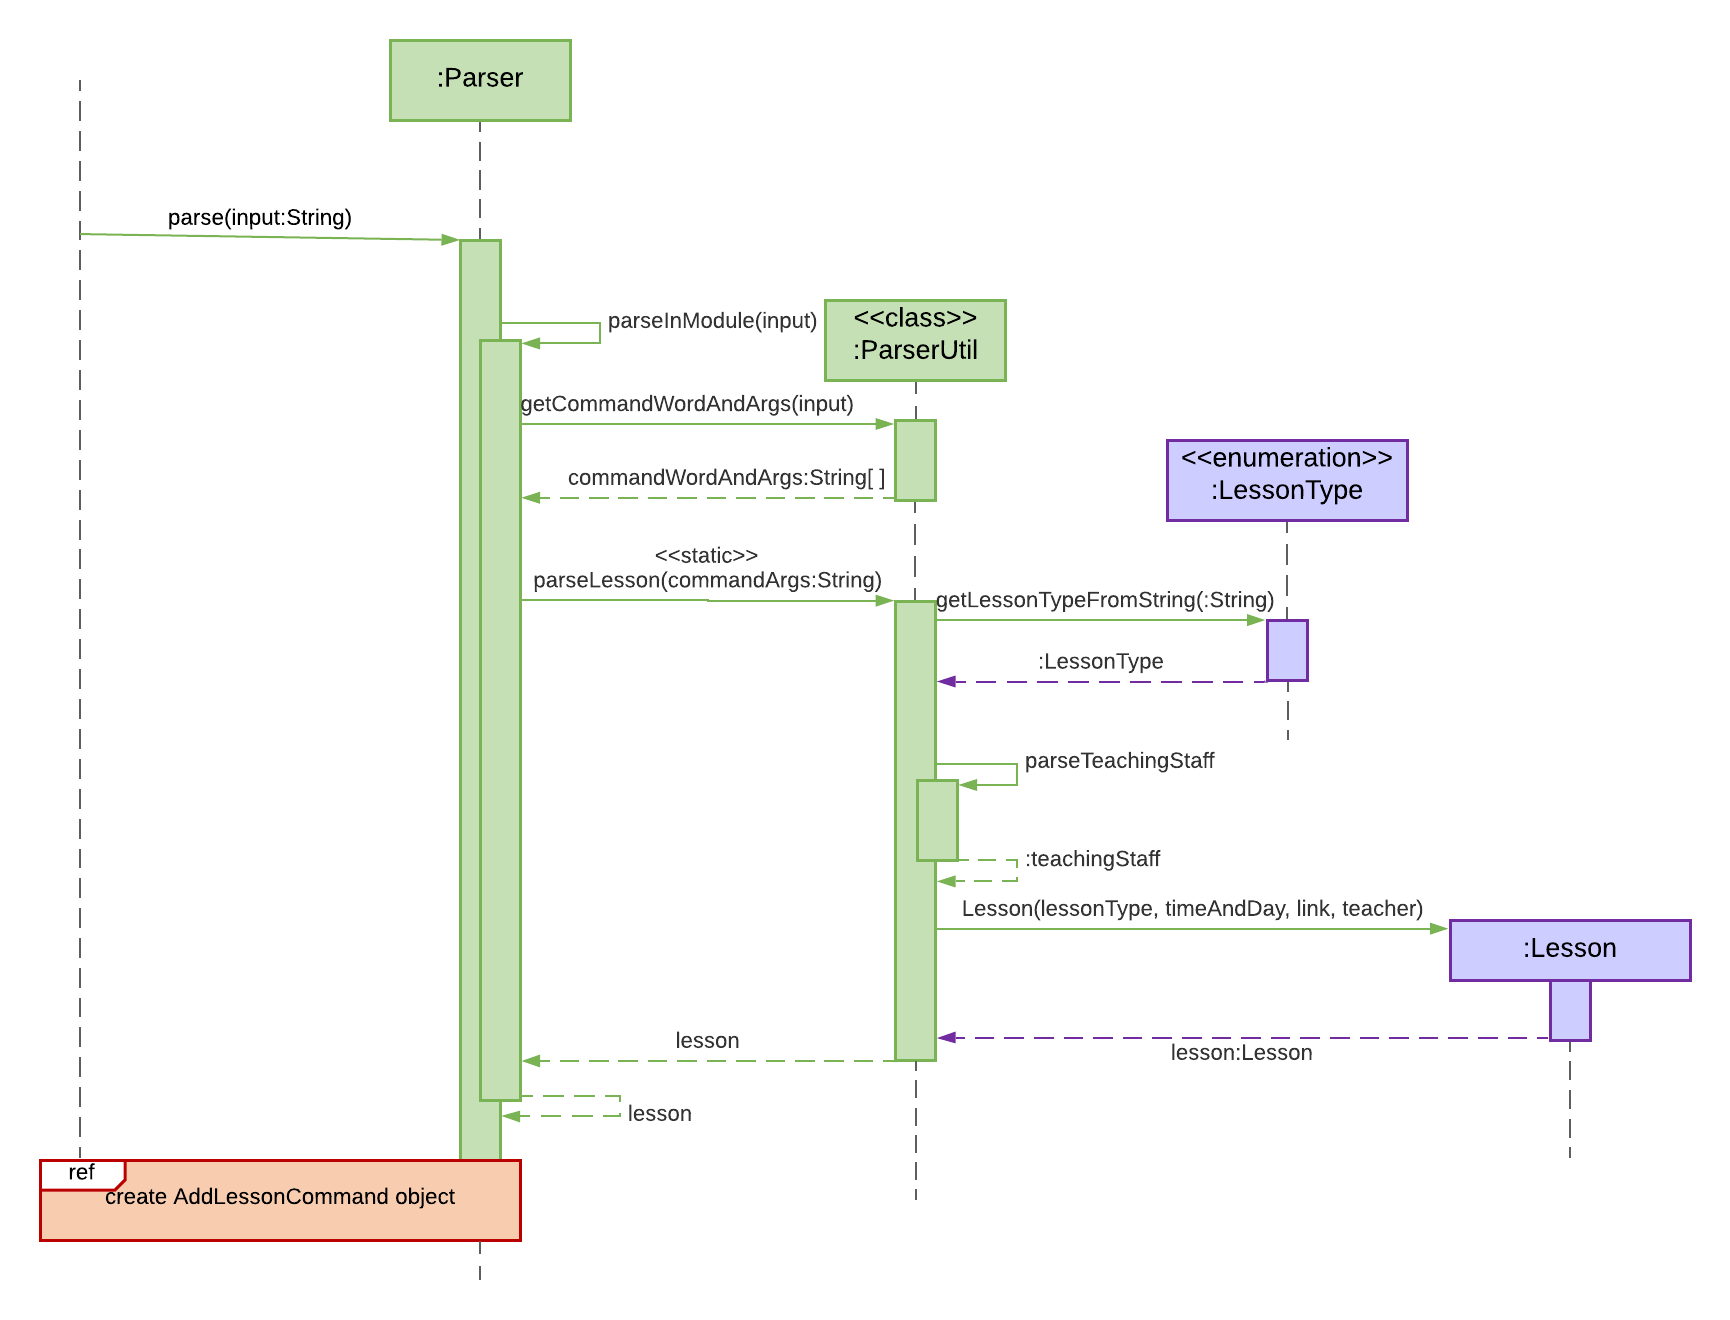 :Parser
parse(input:String)
parseInModule(input)
<<class>>
:ParserUtil
getCommandWordAndArgs(input)
<<enumeration>>
:LessonType
commandWordAndArgs:String[ ]
<<static>>
parseLesson(commandArgs:String)
getLessonTypeFromString(:String)
:LessonType
parseTeachingStaff
:teachingStaff
Lesson(lessonType, timeAndDay, link, teacher)
:Lesson
lesson
lesson:Lesson
lesson
ref
create AddLessonCommand object